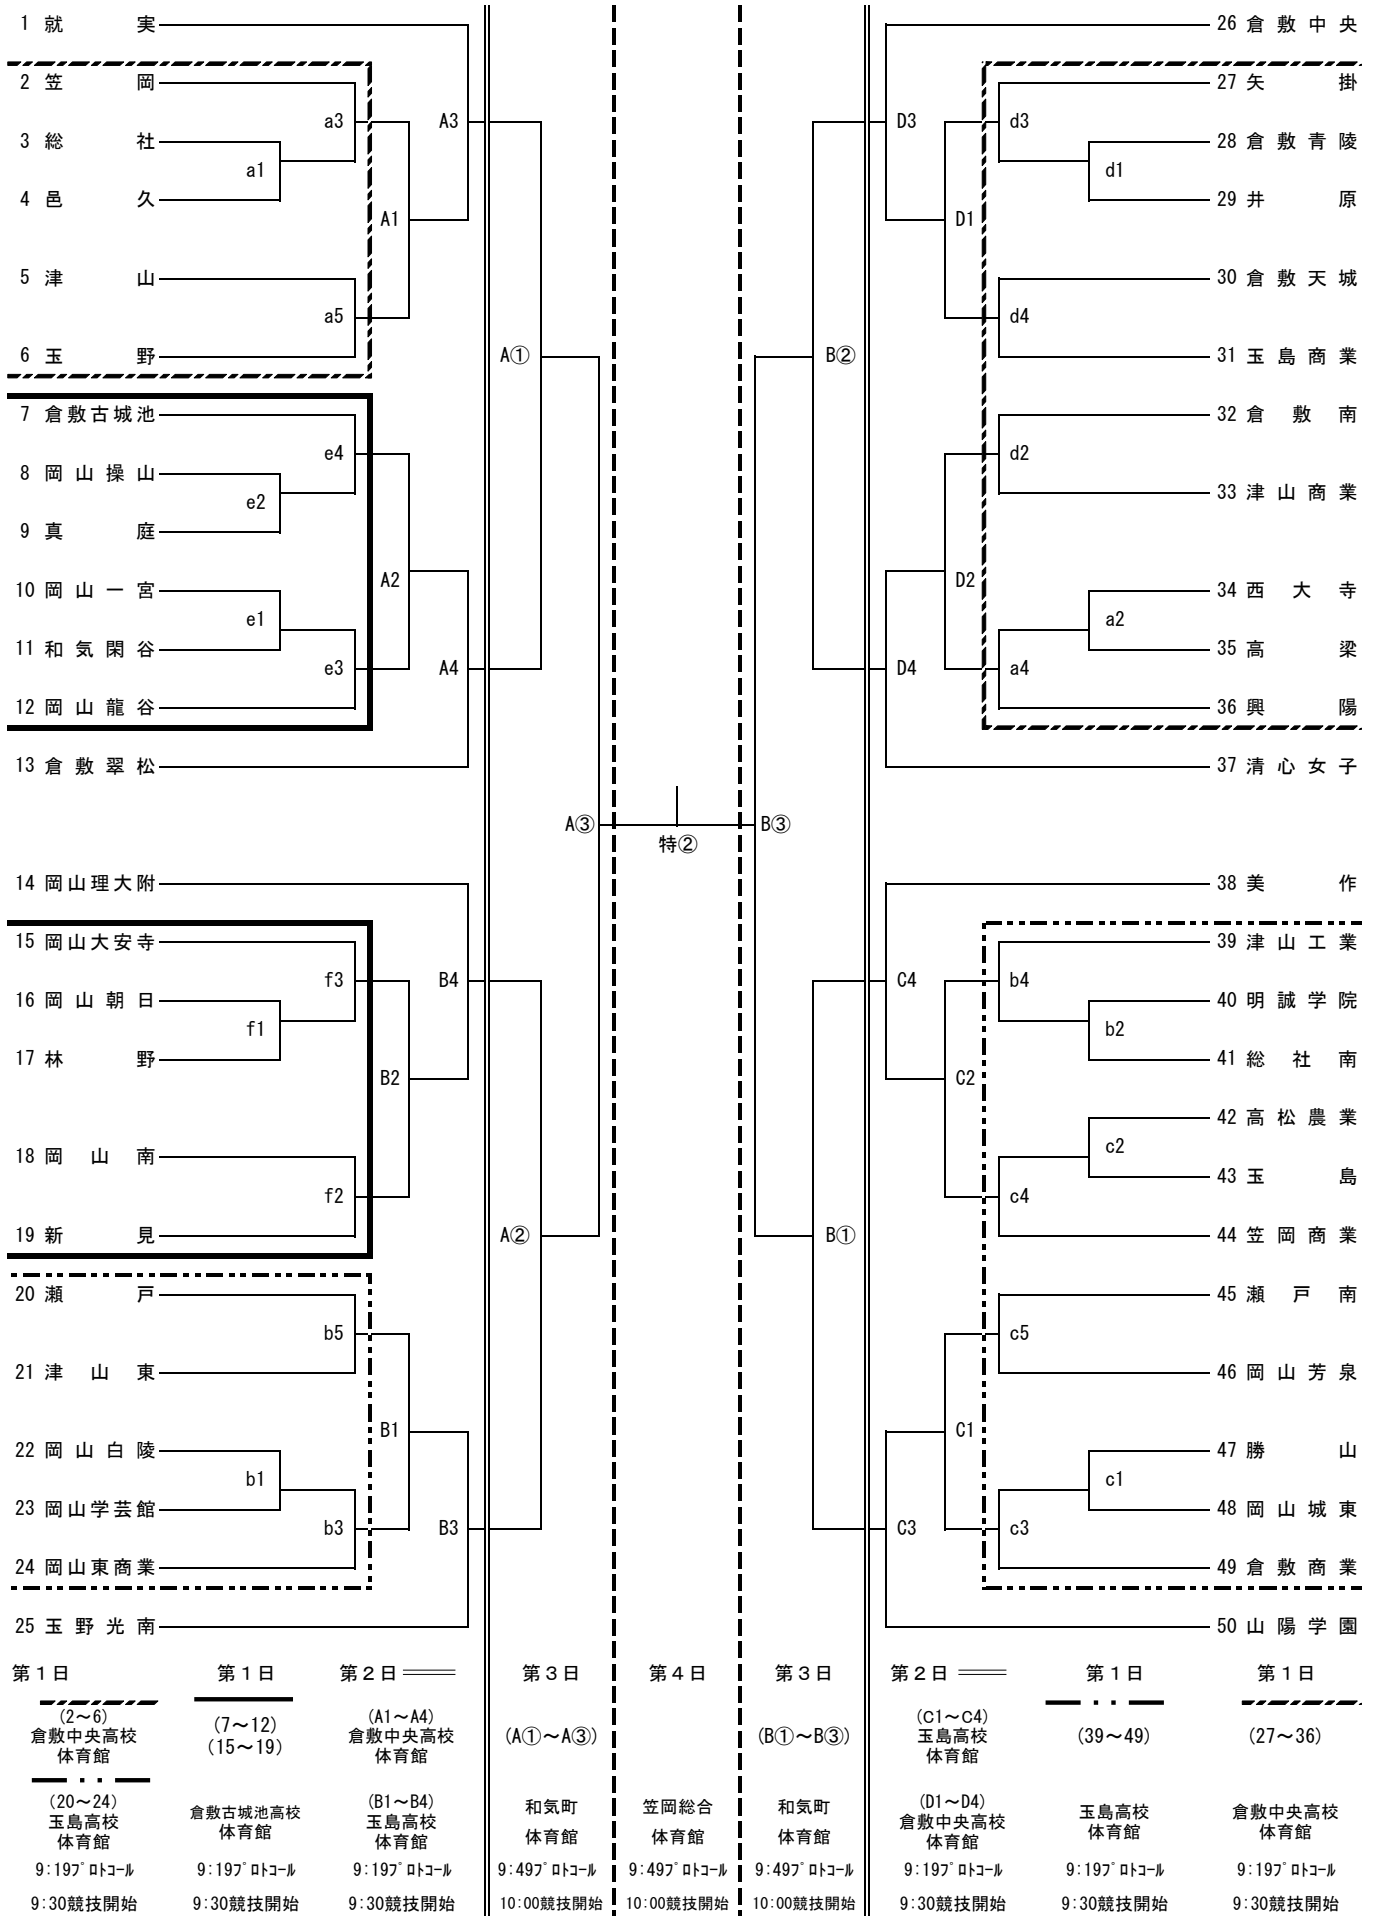 1 就実
2 笠岡
a3
3 総社
a1
4 邑久
A1
A3
5 津山
a5
6 玉野
A①
7 倉敷古城池
e4
8 岡山操山
e2
9 真庭
A2
10 岡山一宮
e1
11 和気閑谷
e3
A4
12 岡山龍谷
13 倉敷翠松
A③
特②
B③
14 岡山理大附
15 岡山大安寺
f3
B4
16 岡山朝日
f1
17 林野
B2
18 岡山南
f2
19 新見
A②
20 瀬戸
b5
21 津山東
B1
22 岡山白陵
b1
23 岡山学芸館
b3
B3
24 岡山東商業
25 玉野光南
26 倉敷中央
27 矢掛
D3
d3
28 倉敷青陵
d1
29 井原
D1
30 倉敷天城
d4
31 玉島商業
B②
32 倉敷南
d2
33 津山商業
D2
34 西大寺
a2
35 高梁
D4
a4
36 興陽
37 清心女子
38 美作
39 津山工業
C4
b4
40 明誠学院
b2
41 総社南
C2
42 高松農業
c2
43 玉島
c4
44 笠岡商業
B①
45 瀬戸南
c5
46 岡山芳泉
C1
47 勝山
c1
48 岡山城東
C3
c3
49 倉敷商業
50 山陽学園
第1日
(2～6)
倉敷中央高校
体育館
(20～24)
玉島高校
体育館
9:19プロトコール
9:30競技開始
第1日
(7～12)
(15～19)
倉敷古城池高校
体育館
9:19プロトコール
9:30競技開始
第2日
(A1～A4)
倉敷中央高校
体育館
(B1～B4)
玉島高校
体育館
9:19プロトコール
9:30競技開始
第3日
(A①～A③)
和気町
体育館
9:49プロトコール
10:00競技開始
第4日
笠岡総合
体育館
9:49プロトコール
10:00競技開始
第3日
(B①～B③)
和気町
体育館
9:49プロトコール
10:00競技開始
第2日
(C1～C4)
玉島高校
体育館
(D1～D4)
倉敷中央高校
体育館
9:19プロトコール
9:30競技開始
第1日
(39～49)
玉島高校
体育館
9:19プロトコール
9:30競技開始
第1日
(27～36)
倉敷中央高校
体育館
9:19プロトコール
9:30競技開始